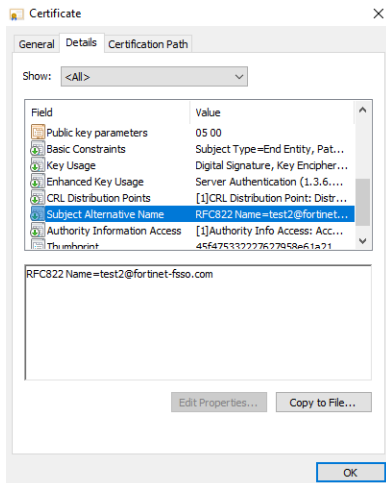 Certificate
General Details Certification Path
Show: <All>
Field Value
Public key parameters 05 00
Basic Constraints Subject Type=End Entity, Pat...
Key Usage Digital Signature, Key Encipher...
Enhanced Key Usage Server Authentication (1.3.6....
CRL Distribution Points [1]CRL Distribution Point: Distr...
Subject Alternative Name RFC822 Name=test2@fortinet...
Authority Information Access [1]Authority Info Access: Acc...
Thumbprint 45f475332227627958e61a21
RFC822 Name=test2@fortinet-fsso.com
Edit Properties... Copy to File...
OK